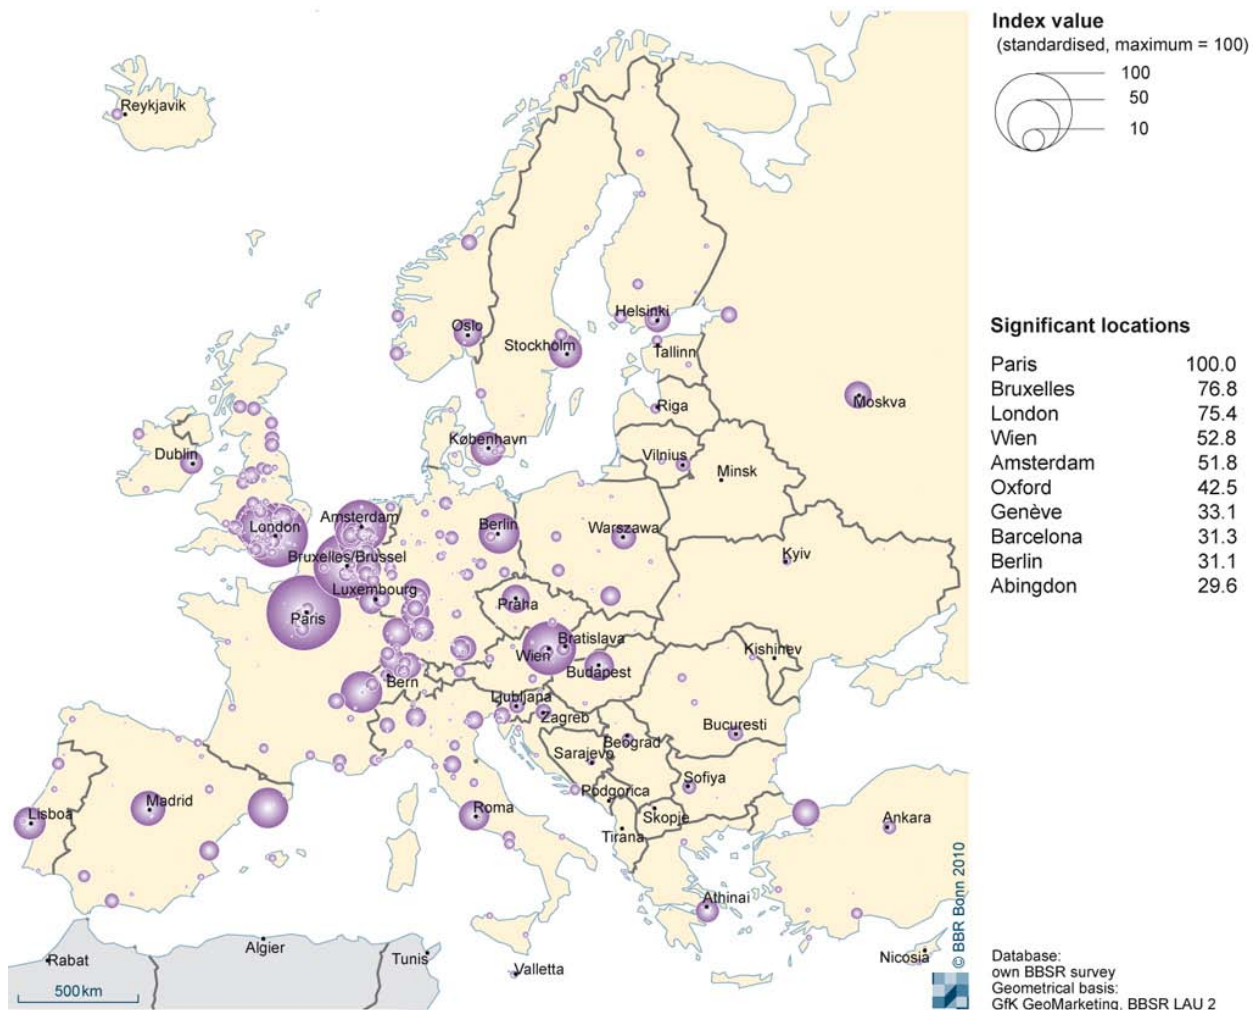 Index value
(standardised, maximum = 100)
100
50
10
Reykjavik
Helsinki
Oslo
Stockholm
Tallinn
Moskva
Riga
København
Dublin
Vilnius
Minsk
London
Amsterdam
Berlin
Warszawa
Bruxelles/Brussel
Kyiv
Luxembourg
Praha
Paris
Bratislava
Wien
Kishinev
Budapest
Bern
Ljubljana
Zagreb
Bucuresti
Beograd
Sarajevo
Sofiya
Podgorica
Madrid
Roma
Skopje
Lisboa
Ankara
Tirana
Athinai
Algier
Tunis
Nicosia
Rabat
Valletta
500 km
© BBR Bonn 2010
Significant locations
Paris 100.0
Bruxelles 76.8
London 75.4
Wien 52.8
Amsterdam 51.8
Oxford 42.5
Genève 33.1
Barcelona 31.3
Berlin 31.1
Abingdon 29.6
Database:
own BBSR survey
Geometrical basis:
GfK GeoMarketing, BBSR LAU 2